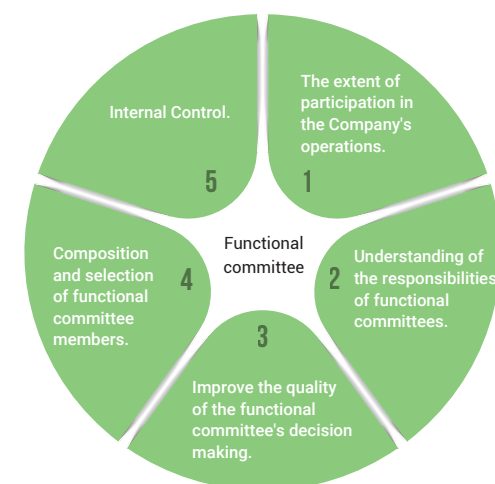 Functional
committee
1
The extent of
participation in
the Company's
operations.
2
Understanding of
the responsibilities
of functional
committees.
3
Improve the quality
of the functional
committee's decision
making.
4
Composition
and selection
of functional
committee
members.
5
Internal Control.